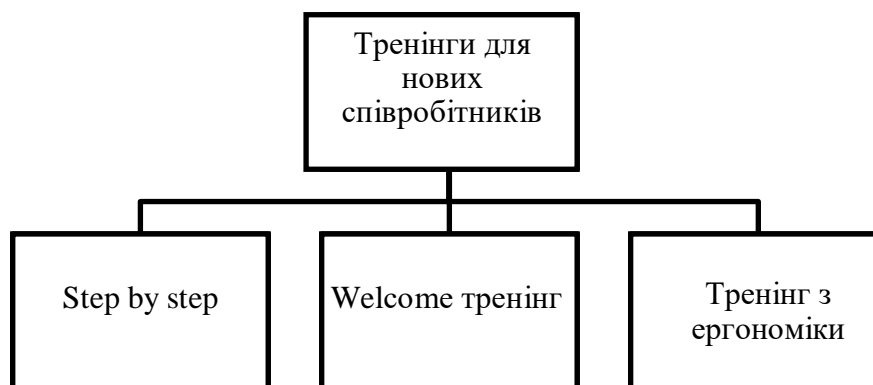 Тренінги для
нових
співробітників
Step by step
Welcome тренінг
Тренінг з
ергономіки